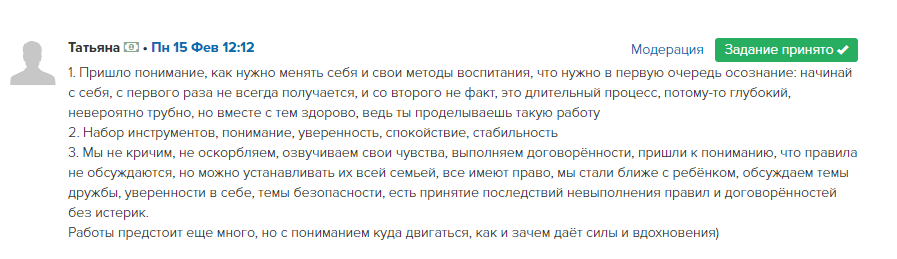 Татьяна • Пн 15 Фев 12:12
Модерация Задание принято
1. Пришло понимание, как нужно менять себя и свои методы воспитания, что нужно в первую очередь осознание: начинай
с себя, с первого раза не всегда получается, и со второго не факт, это длительный процесс, потому-то глубокий,
невероятно трубно, но вместе с тем здорово, ведь ты проделываешь такую работу
2. Набор инструментов, понимание, уверенность, спокойствие, стабильность
3. Мы не кричим, не оскорбляем, озвучиваем свои чувства, выполняем договорённости, пришли к пониманию, что правила
не обсуждаются, но можно устанавливать их всей семьей, все имеют право, мы стали ближе с ребёнком, обсуждаем темы
дружбы, уверенности в себе, темы безопасности, есть принятие последствий невыполнения правил и договорённостей
без истерик.
Работы предстоит еще много, но с пониманием куда двигаться, как и зачем даёт силы и вдохновения)